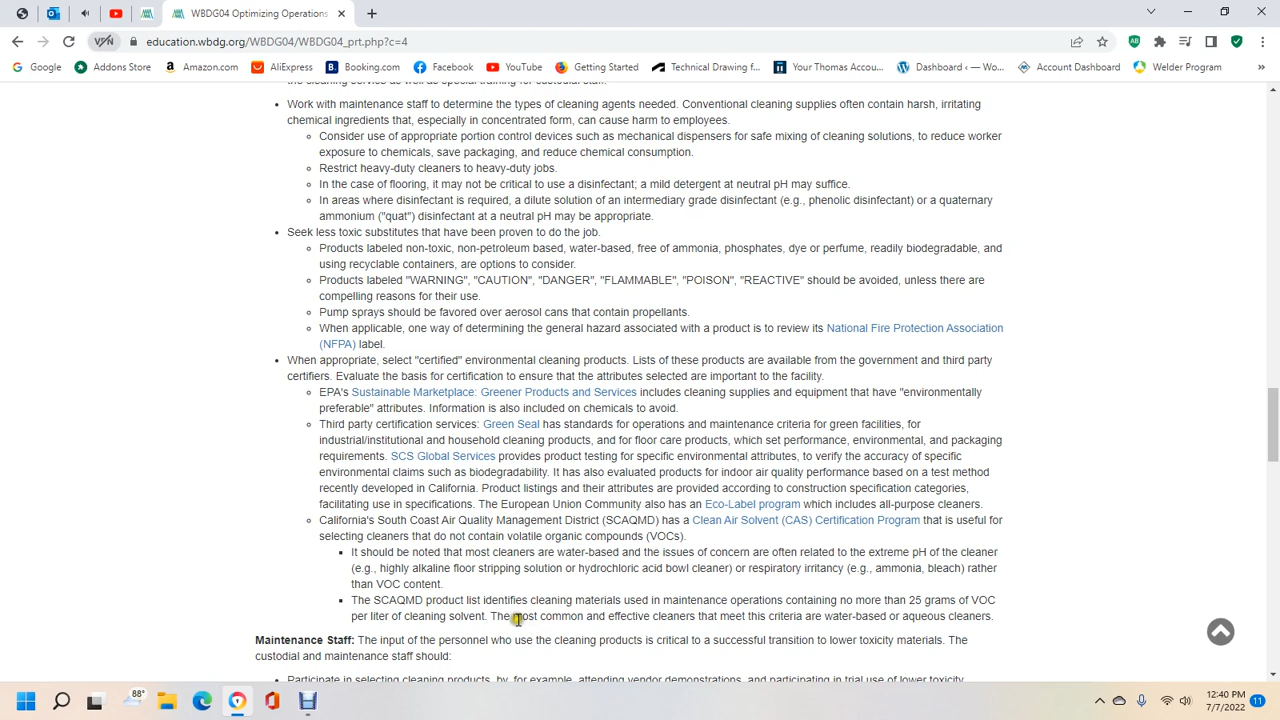 WBDG04 Optimizing Operations
education.wbdg.org/WBDG04/WBDG04_prt.php?c=4
VPN
Google Addons Store Amazon.com AliExpress Booking.com Facebook YouTube Getting Started Technical Drawing f... Your Thomas Accou... Dashboard ‹ — Wo... Account Dashboard Welder Program »
Work with maintenance staff to determine the types of cleaning agents needed. Conventional cleaning supplies often contain harsh, irritating
chemical ingredients that, especially in concentrated form, can cause harm to employees.
Consider use of appropriate portion control devices such as mechanical dispensers for safe mixing of cleaning solutions, to reduce worker
exposure to chemicals, save packaging, and reduce chemical consumption.
Restrict heavy-duty cleaners to heavy-duty jobs.
In the case of flooring, it may not be critical to use a disinfectant; a mild detergent at neutral pH may suffice.
In areas where disinfectant is required, a dilute solution of an intermediary grade disinfectant (e.g., phenolic disinfectant) or a quaternary
ammonium ("quat") disinfectant at a neutral pH may be appropriate.
Seek less toxic substitutes that have been proven to do the job.
Products labeled non-toxic, non-petroleum based, water-based, free of ammonia, phosphates, dye or perfume, readily biodegradable, and
using recyclable containers, are options to consider.
Products labeled "WARNING", "CAUTION", "DANGER", "FLAMMABLE", "POISON", "REACTIVE" should be avoided, unless there are
compelling reasons for their use.
Pump sprays should be favored over aerosol cans that contain propellants.
When applicable, one way of determining the general hazard associated with a product is to review its National Fire Protection Association
(NFPA) label.
When appropriate, select "certified" environmental cleaning products. Lists of these products are available from the government and third party
certifiers. Evaluate the basis for certification to ensure that the attributes selected are important to the facility.
EPA's Sustainable Marketplace: Greener Products and Services includes cleaning supplies and equipment that have "environmentally
preferable" attributes. Information is also included on chemicals to avoid.
Third party certification services: Green Seal has standards for operations and maintenance criteria for green facilities, for
industrial/institutional and household cleaning products, and for floor care products, which set performance, environmental, and packaging
requirements. SCS Global Services provides product testing for specific environmental attributes, to verify the accuracy of specific
environmental claims such as biodegradability. It has also evaluated products for indoor air quality performance based on a test method
recently developed in California. Product listings and their attributes are provided according to construction specification categories,
facilitating use in specifications. The European Union Community also has an Eco-Label program which includes all-purpose cleaners.
California's South Coast Air Quality Management District (SCAQMD) has a Clean Air Solvent (CAS) Certification Program that is useful for
selecting cleaners that do not contain volatile organic compounds (VOCs).
It should be noted that most cleaners are water-based and the issues of concern are often related to the extreme pH of the cleaner
(e.g., highly alkaline floor stripping solution or hydrochloric acid bowl cleaner) or respiratory irritancy (e.g., ammonia, bleach) rather
than VOC content.
The SCAQMD product list identifies cleaning materials used in maintenance operations containing no more than 25 grams of VOC
per liter of cleaning solvent. The most common and effective cleaners that meet this criteria are water-based or aqueous cleaners.
Maintenance Staff: The input of the personnel who use the cleaning products is critical to a successful transition to lower toxicity materials. The
custodial and maintenance staff should:
Participate in selecting cleaning products, by, for example, attending vendor demonstrations, and participating in trial use of lower toxicity
88°
12:40 PM
7/7/2022
11